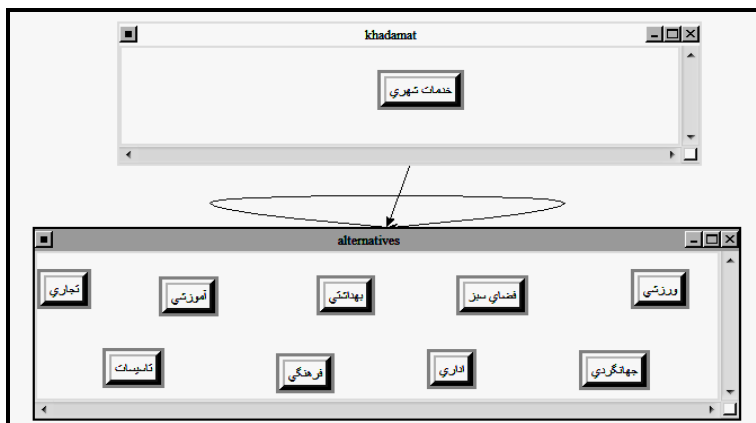 khadamat
خدمات شهري
alternatives
تجاري
آموزشي
بهداشتي
فضاي سبز
ورزشي
تاسيسات
فرهنگي
اداري
جهانگردي